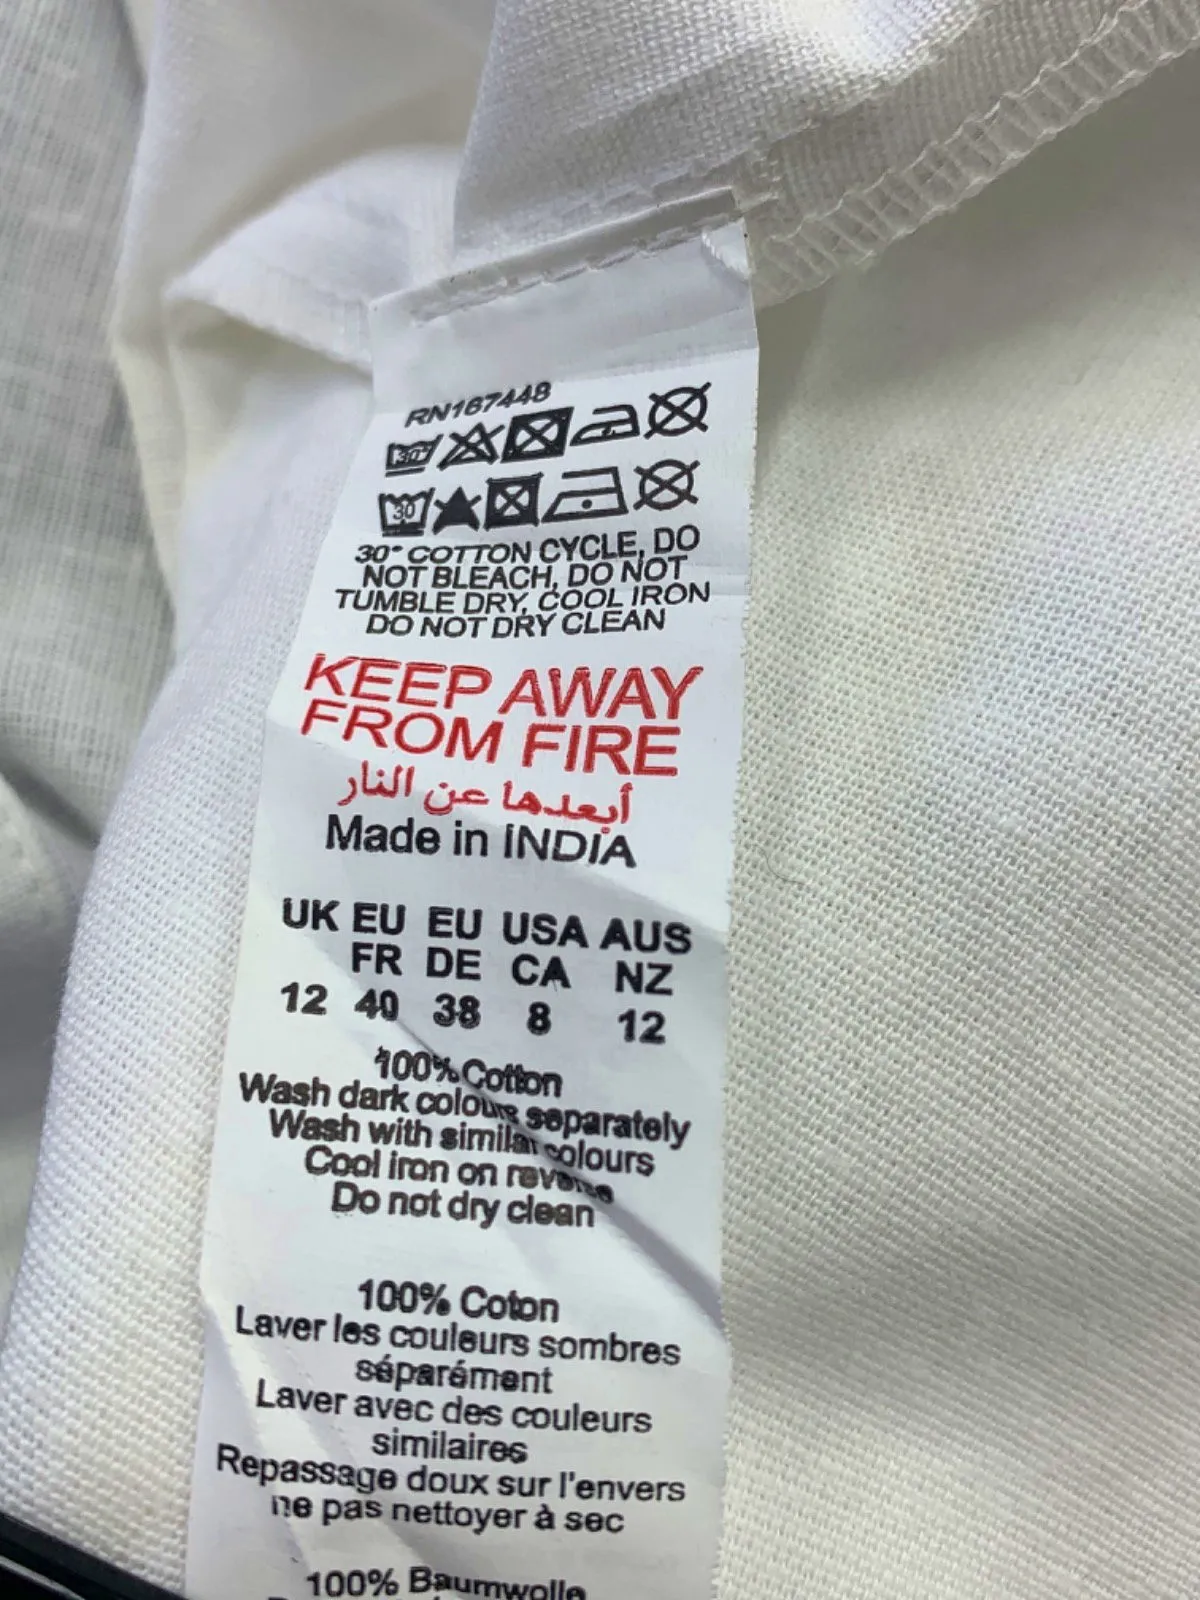 RN167448
30°
30
30° COTTON CYCLE, DO
NOT BLEACH, DO NOT
TUMBLE DRY, COOL IRON
DO NOT DRY CLEAN
KEEP AWAY
FROM FIRE
أبعدها عن النار
Made in INDIA
UK EU EU USA AUS
FR DE CA NZ
12 40 38 8 12
100% Cotton
Wash dark colours separately
Wash with similar colours
Cool iron on reverse
Do not dry clean
100% Coton
Laver les couleurs sombres
séparément
Laver avec des couleurs
similaires
Repassage doux sur l'envers
ne pas nettoyer à sec
100% Baumwolle